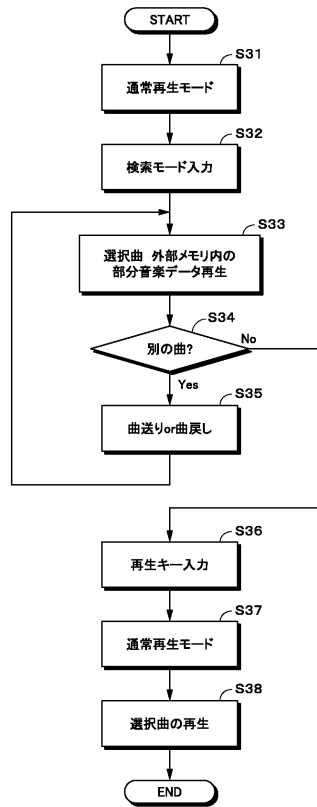 START
S31
通常再生モード
S32
検索モード入力
S33
選択曲 外部メモリ内の
部分音楽データ再生
S34
別の曲?
No
Yes
S35
曲送りor曲戻し
S36
再生キー入力
S37
通常再生モード
S38
選択曲の再生
END